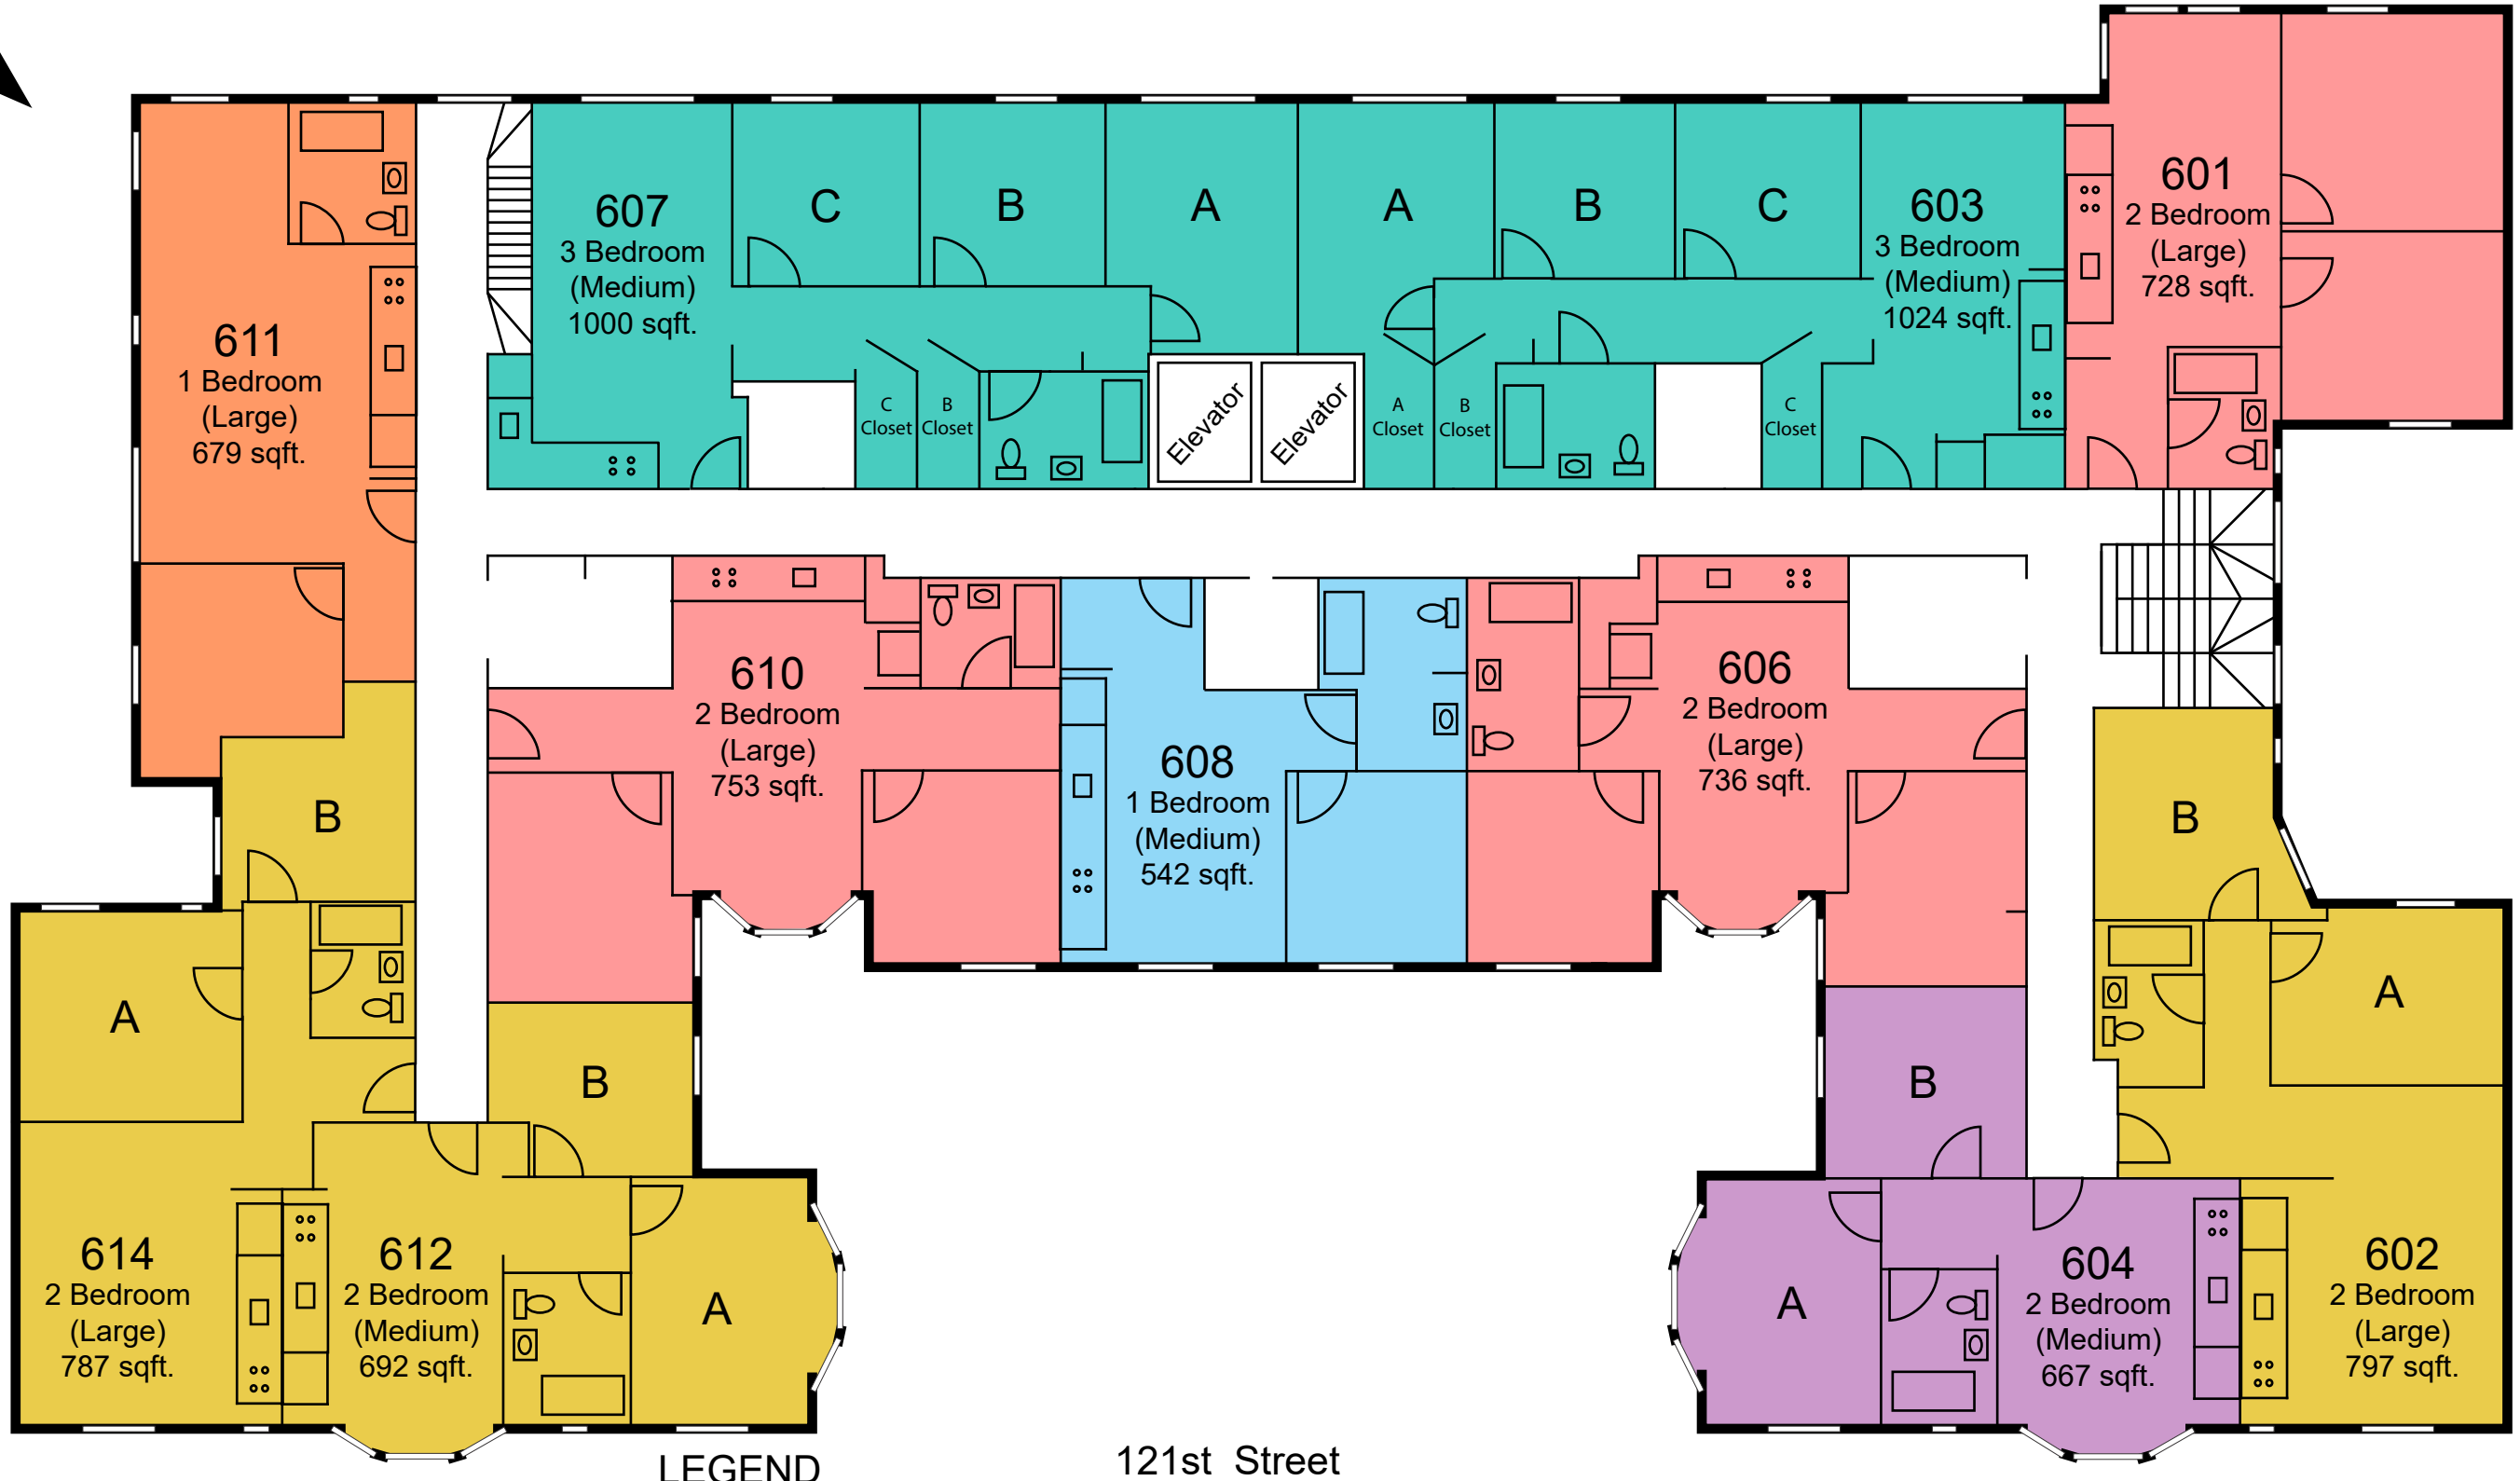 607
3 Bedroom
(Medium)
1000 sqft.
C
B
A
A
B
C
603
3 Bedroom
(Medium)
1024 sqft.
601
2 Bedroom
(Large)
728 sqft.
611
1 Bedroom
(Large)
679 sqft.
C
Closet
B
Closet
Elevator
Elevator
A
Closet
B
Closet
C
Closet
610
2 Bedroom
(Large)
753 sqft.
608
1 Bedroom
(Medium)
542 sqft.
606
2 Bedroom
(Large)
736 sqft.
B
B
A
A
B
B
614
2 Bedroom
(Large)
787 sqft.
612
2 Bedroom
(Medium)
692 sqft.
A
A
604
2 Bedroom
(Medium)
667 sqft.
602
2 Bedroom
(Large)
797 sqft.
LEGEND
121st Street